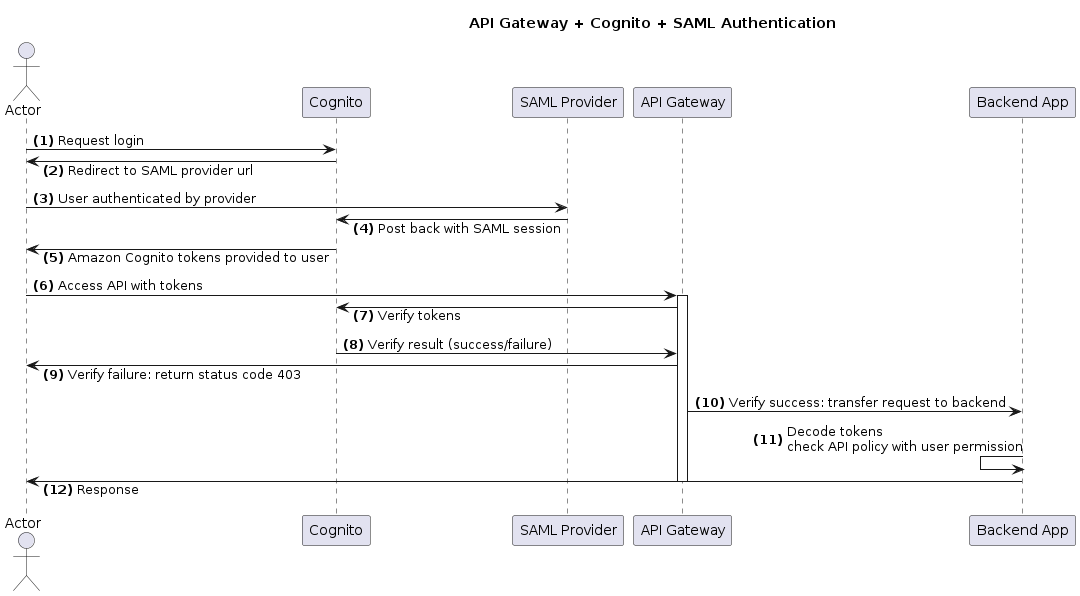 API Gateway + Cognito + SAML Authentication
Actor
Cognito
SAML Provider
API Gateway
Backend App
(1) Request login
(2) Redirect to SAML provider url
(3) User authenticated by provider
(4) Post back with SAML session
(5) Amazon Cognito tokens provided to user
(6) Access API with tokens
(7) Verify tokens
(8) Verify result (success/failure)
(9) Verify failure: return status code 403
(10) Verify success: transfer request to backend
(11) Decode tokens
check API policy with user permission
(12) Response
Actor
Cognito
SAML Provider
API Gateway
Backend App